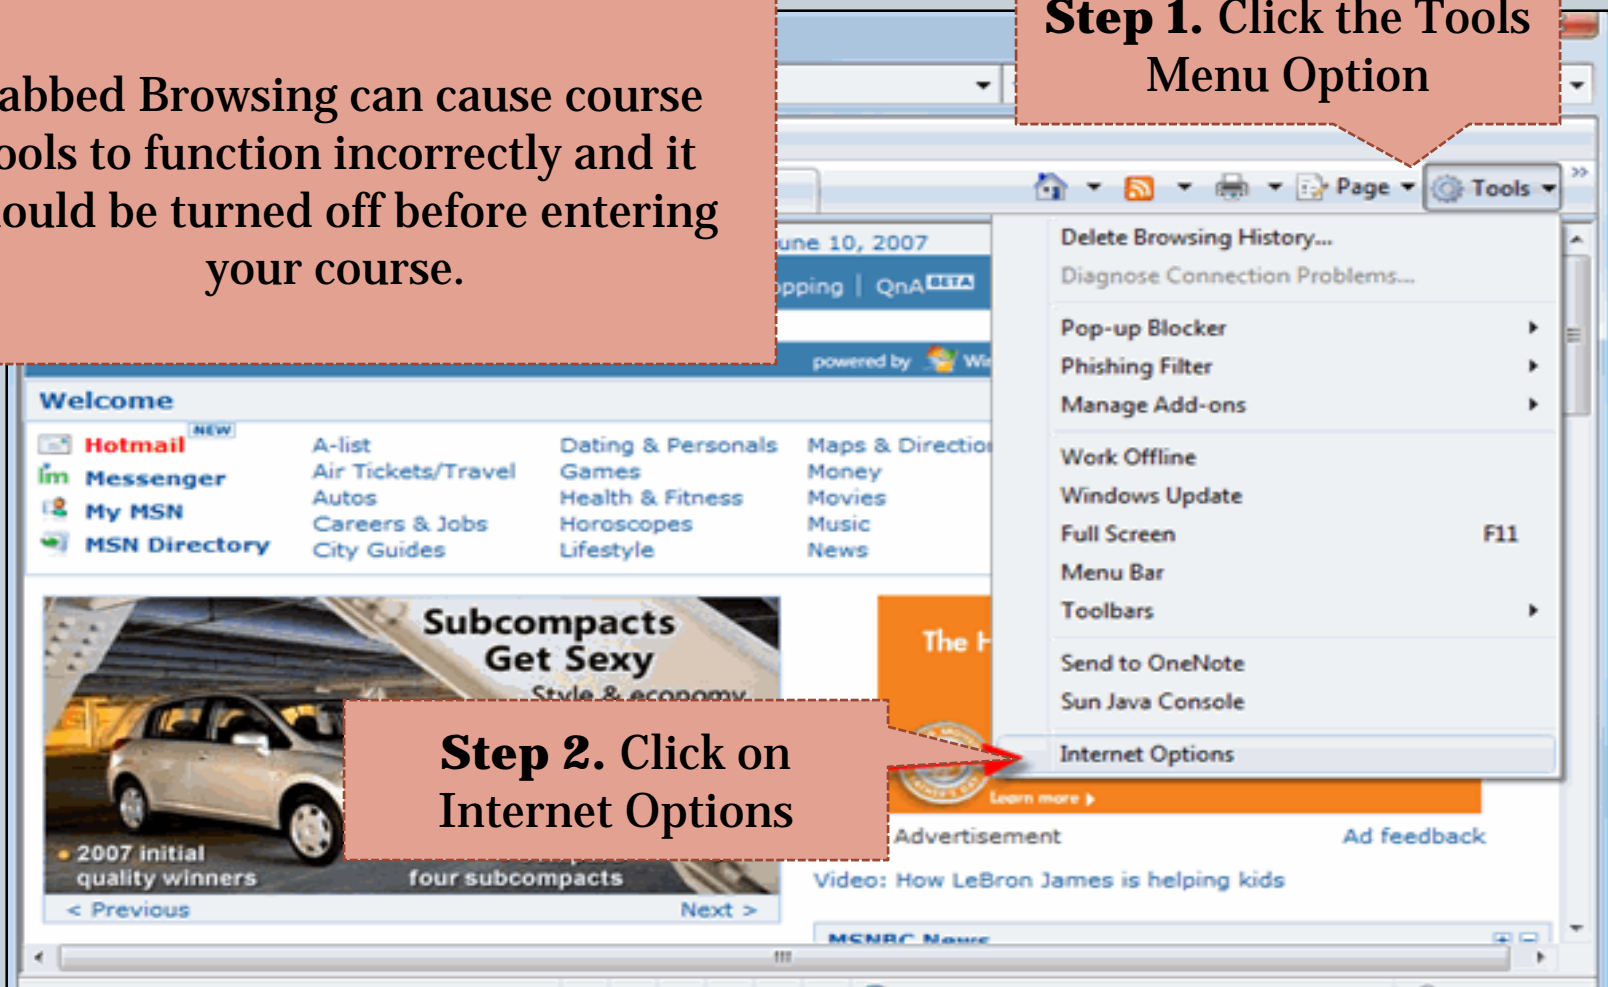 Step 1. Click the Tools
Menu Option
abbed Browsing can cause course
ools to function incorrectly and it
ould be turned off before entering
your course.
Page
Tools
une 10, 2007
pping | QnA BETA
powered by
Delete Browsing History...
Diagnose Connection Problems...
Pop-up Blocker
Phishing Filter
Manage Add-ons
Work Offline
Windows Update
Full Screen F11
Menu Bar
Toolbars
Send to OneNote
Sun Java Console
Internet Options
Welcome
Hotmail NEW
Messenger
My MSN
MSN Directory
A-list
Air Tickets/Travel
Autos
Careers & Jobs
City Guides
Dating & Personals
Games
Health & Fitness
Horoscopes
Lifestyle
Maps & Directio
Money
Movies
Music
News
Subcompacts
Get Sexy
Style & economy
The H
Step 2. Click on
Internet Options
2007 initial
quality winners
four subcompacts
< Previous
Next >
Learn more
Advertisement
Ad feedback
Video: How LeBron James is helping kids
MSNBC News